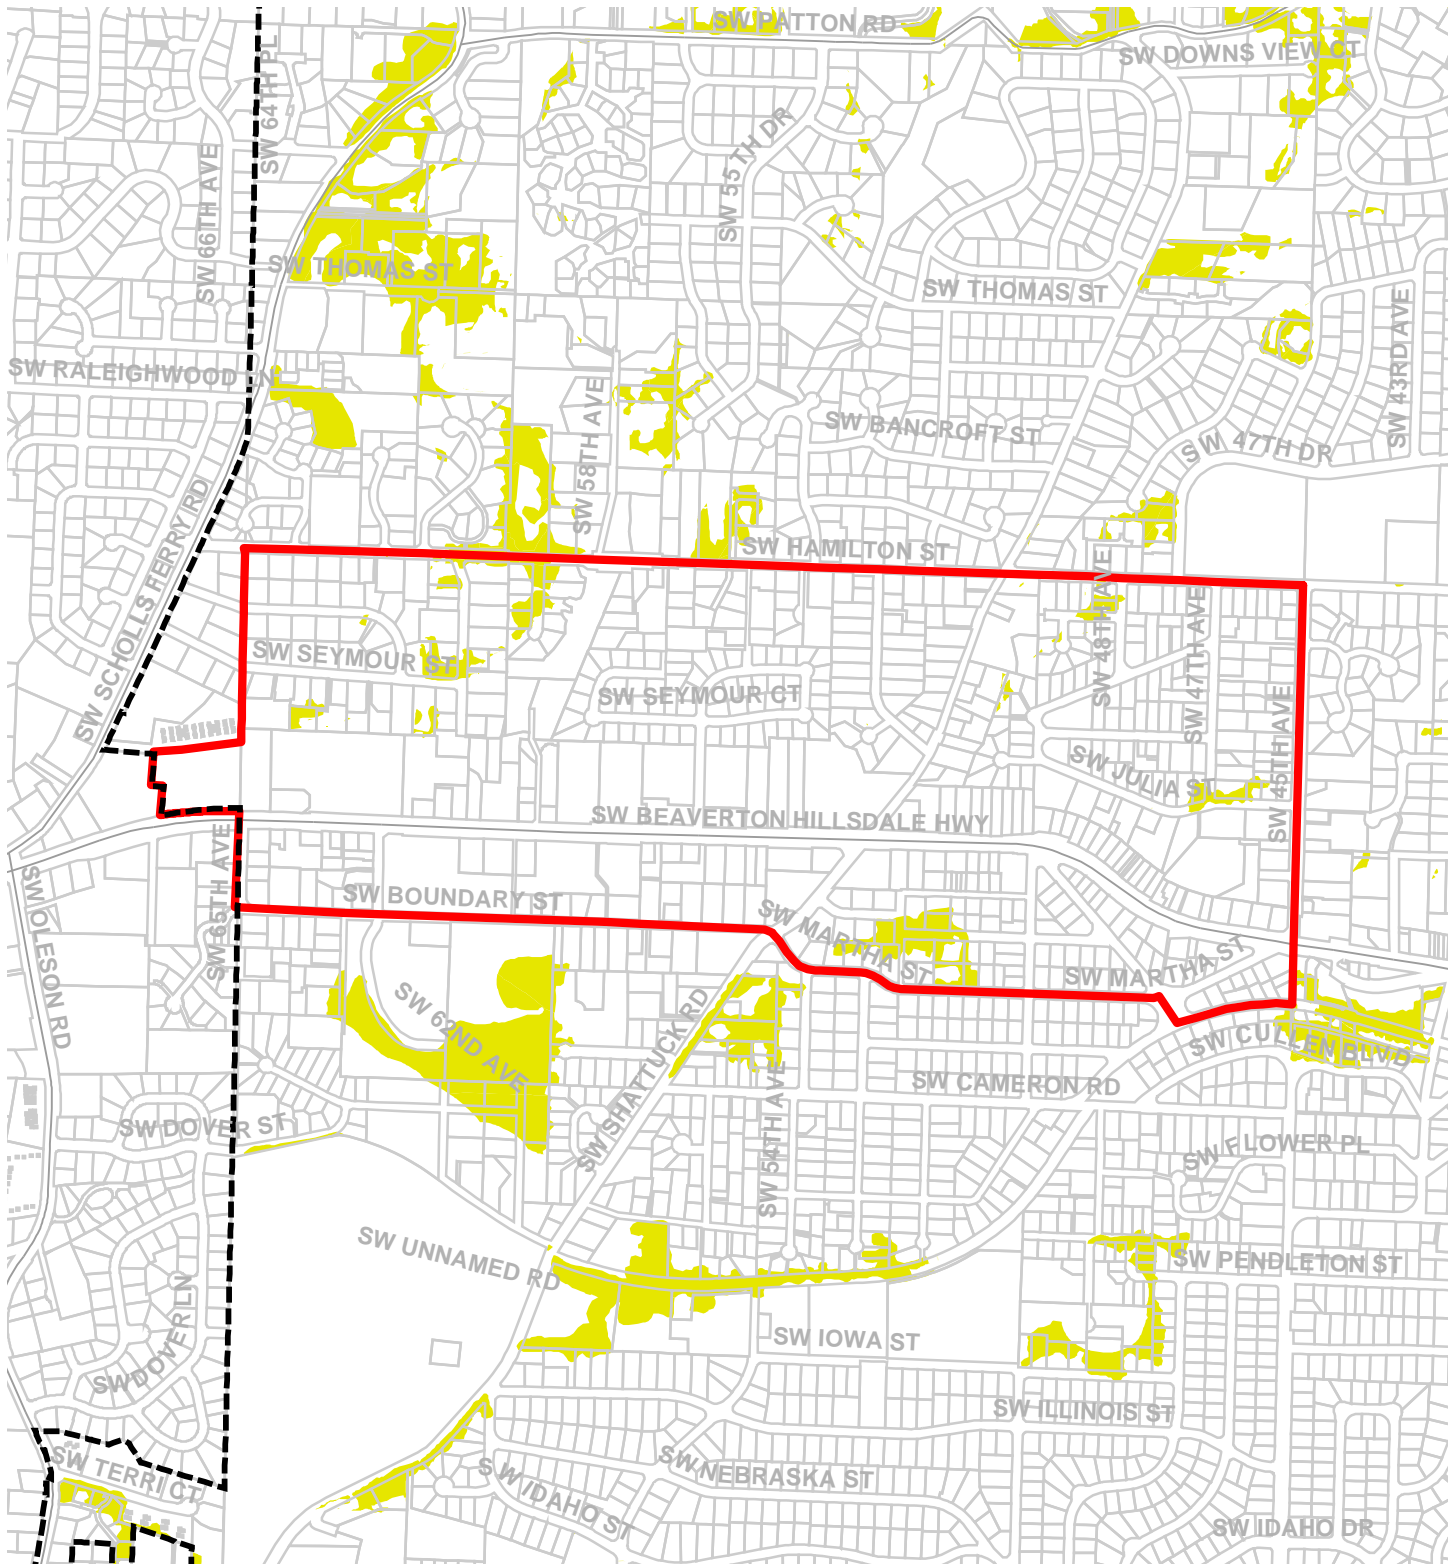 SW PATTON RD
SW DOWNS VIEW CT
SW 64TH PL
SW 66TH AVE
SW 55TH DR
SW THOMAS ST
SW THOMAS ST
SW RALEIGHWOOD LN
SW 43RD AVE
SW 58TH AVE
SW BANCROFT ST
SW 47TH DR
SW SCHOLLS FERRY RD
SW HAMILTON ST
SW 48TH AVE
SW 47TH AVE
SW SEYMOUR ST
SW SEYMOUR CT
SW 45TH AVE
SW JULIA ST
SW BEAVERTON HILLSDALE HWY
SW 65TH AVE
SW OLESON RD
SW BOUNDARY ST
SW MARTHA ST
SW MARTHA ST
SW 62ND AVE
SW SHATTUCK RD
SW CULLEN BLVD
SW CAMERON RD
SW 54TH AVE
SW DOVER ST
SW FLOWER PL
SW UNNAMED RD
SW PENDLETON ST
SW DOVER LN
SW IOWA ST
SW ILLINOIS ST
SW TERRI CT
SW NEBRASKA ST
SW IDAHO ST
SW IDAHO DR